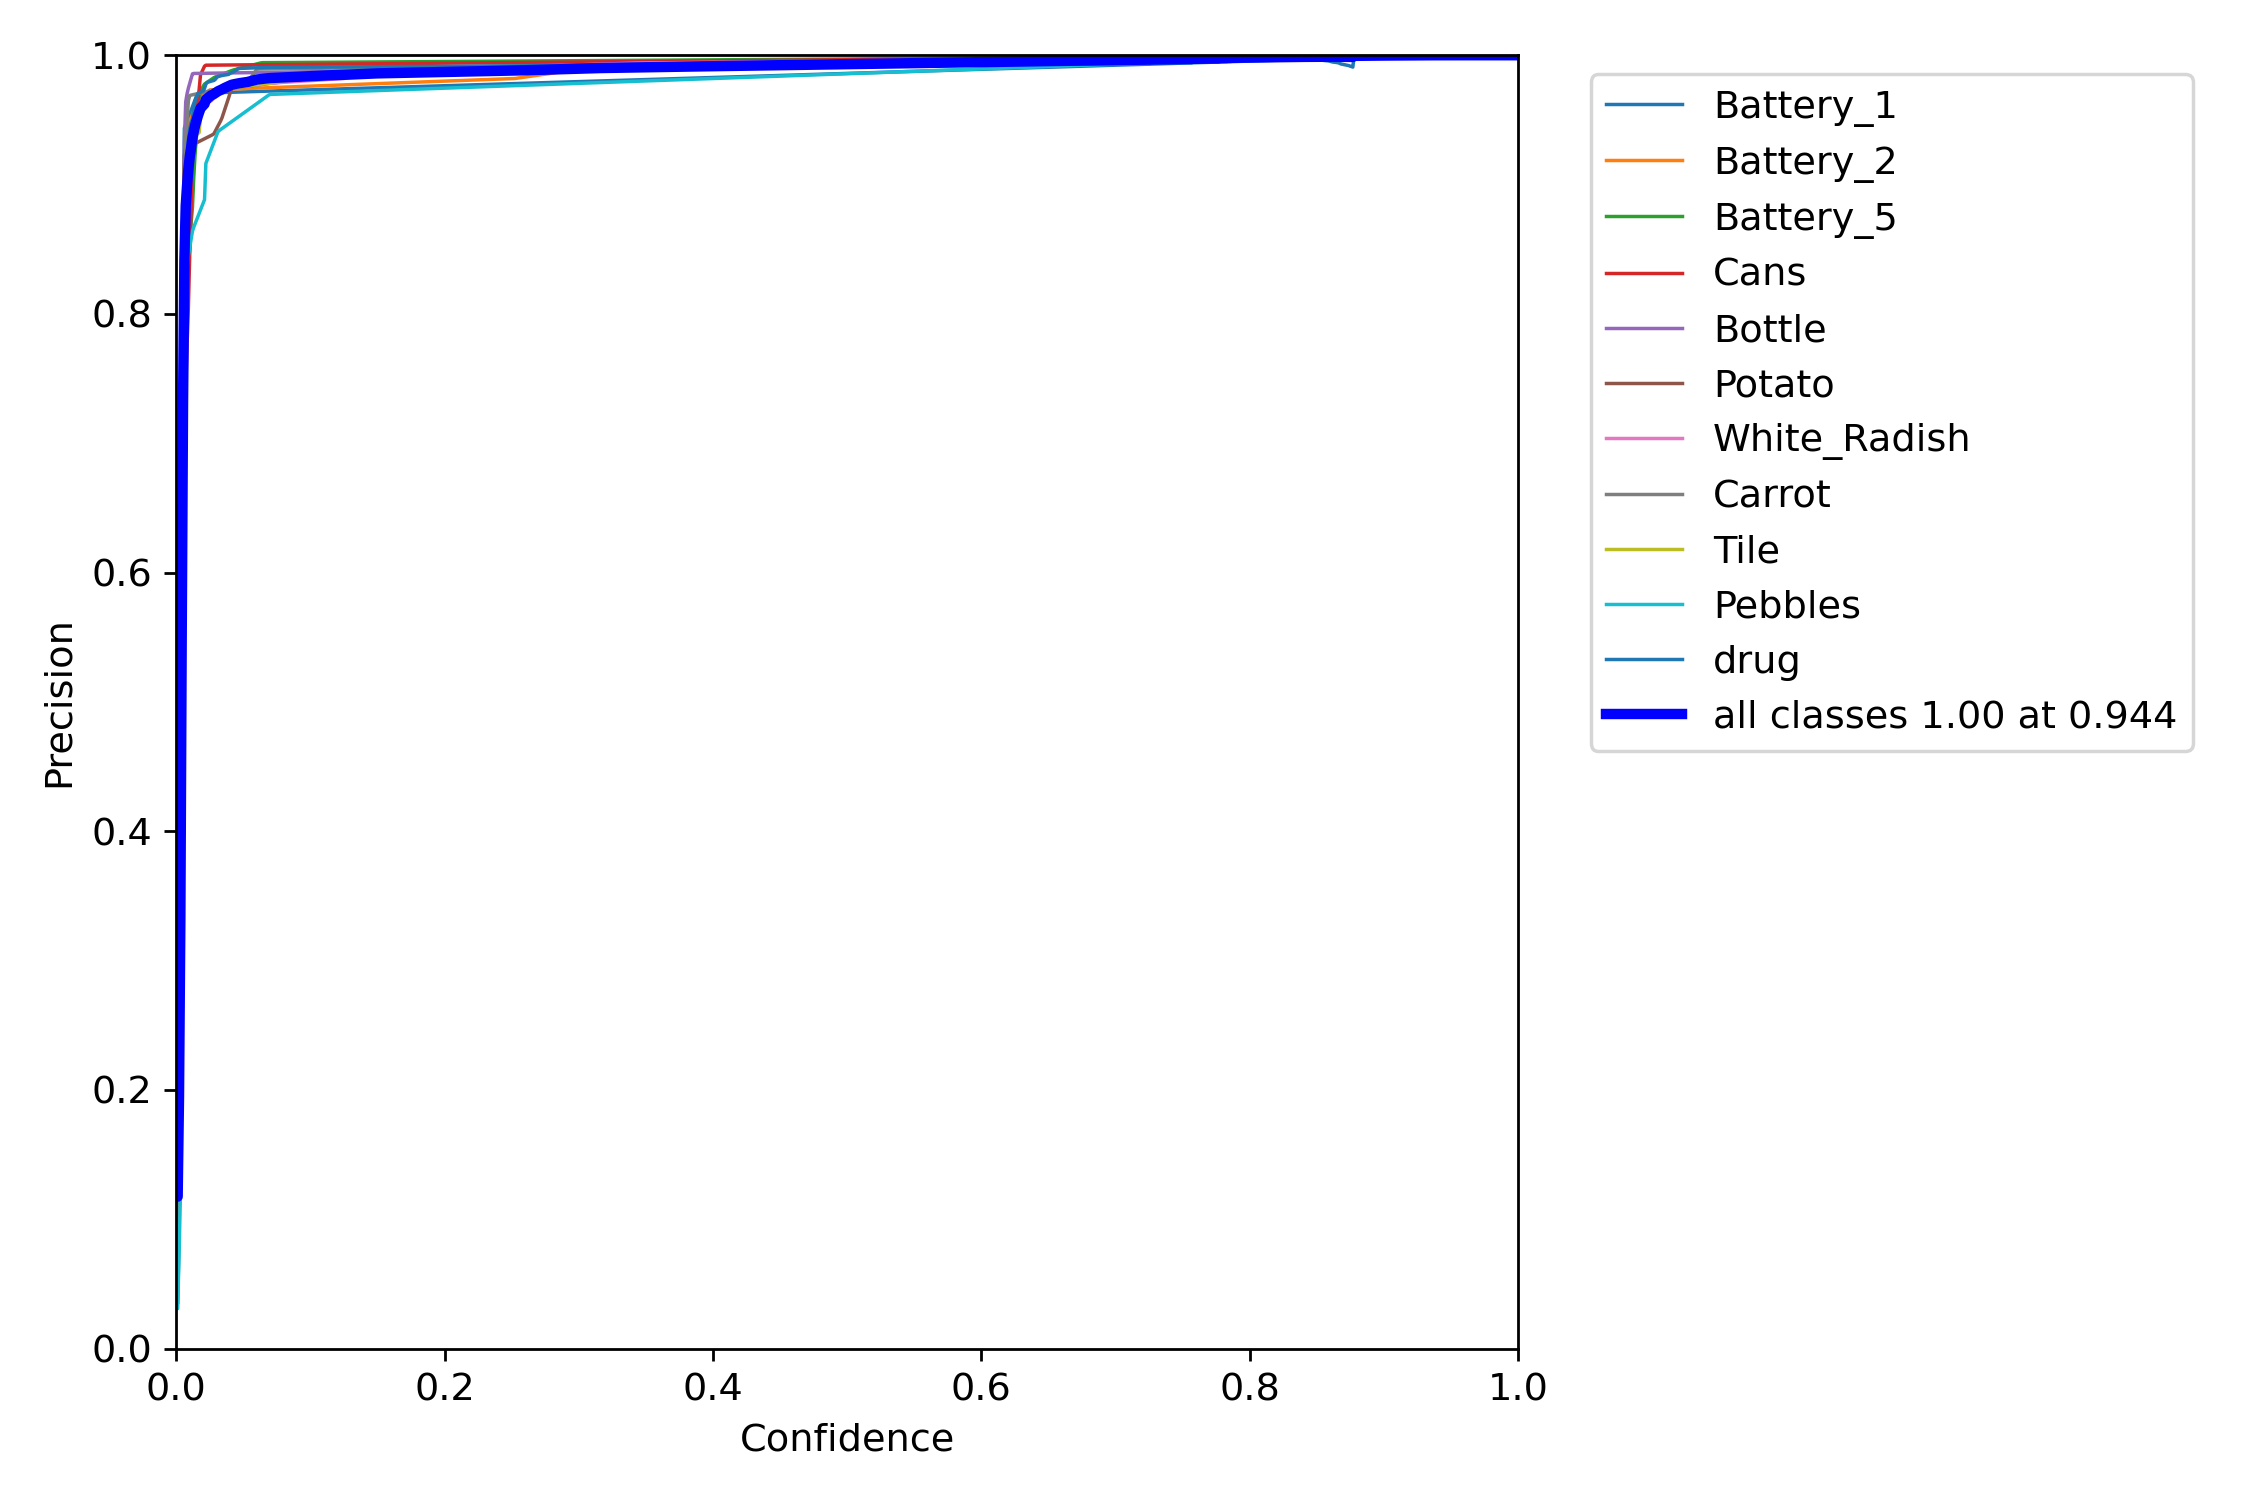 1.0
0.8
0.6
0.4
0.2
0.0
Precision
0.0 0.2 0.4 0.6 0.8 1.0
Confidence
Battery_1
Battery_2
Battery_5
Cans
Bottle
Potato
White_Radish
Carrot
Tile
Pebbles
drug
all classes 1.00 at 0.944